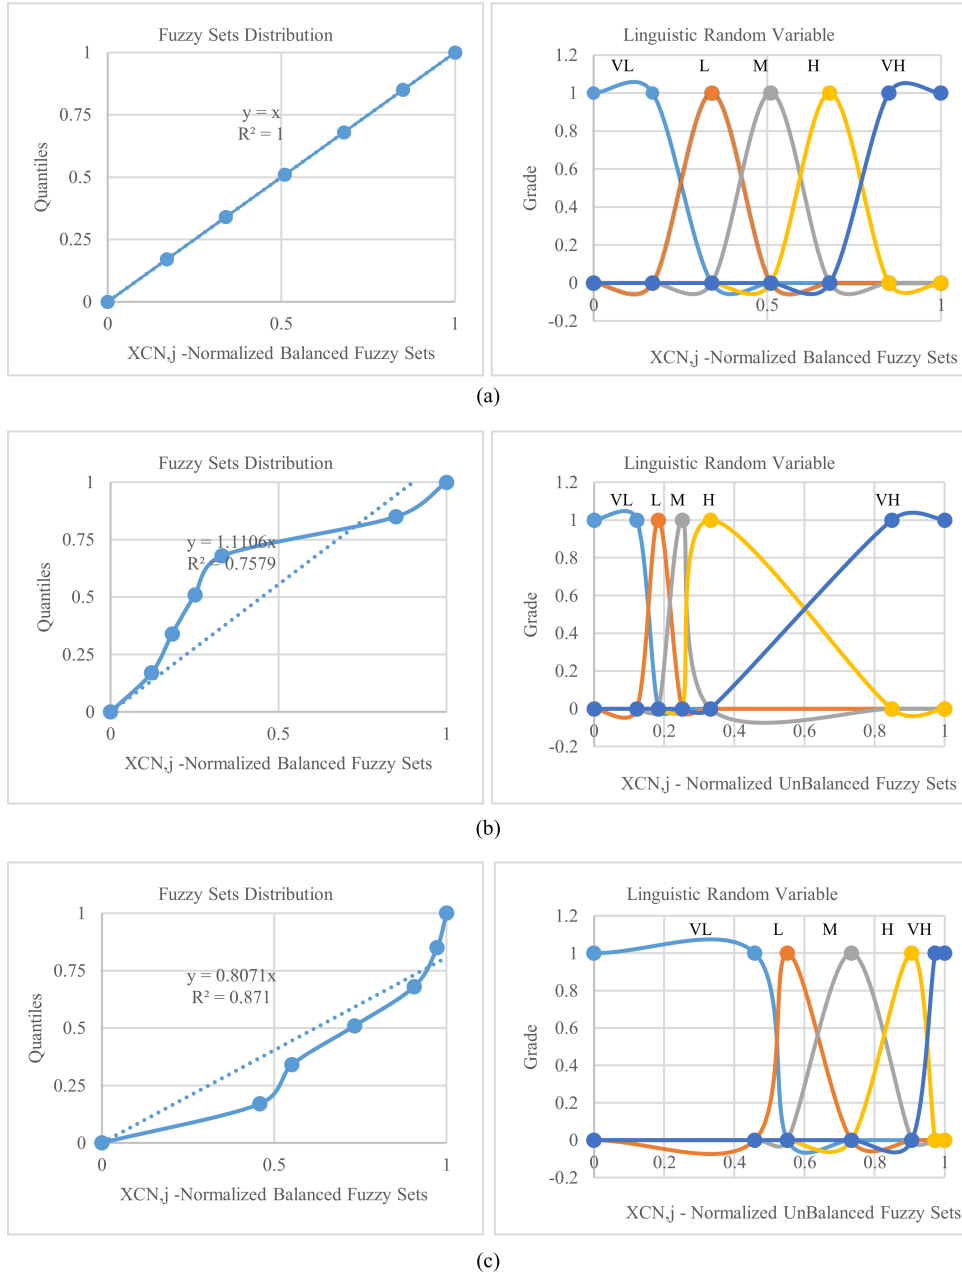 Fuzzy Sets Distribution
1
0.75
0.5
0.25
0
0
0.5
1
Quantiles
y = x
R² = 1
XCN,j -Normalized Balanced Fuzzy Sets
Linguistic Random Variable
1.2
1
0.8
0.6
0.4
0.2
0
-0.2
VL L M H VH
Grade
0 0.5 1
XCN,j -Normalized Balanced Fuzzy Sets
(a)
Fuzzy Sets Distribution
1
0.75
0.5
0.25
0
0 0.5 1
Quantiles
y = 1.1106x
R² = 0.7579
XCN,j -Normalized Balanced Fuzzy Sets
Linguistic Random Variable
1.2
1
0.8
0.6
0.4
0.2
0
-0.2
VL L M H VH
Grade
0 0.2 0.4 0.6 0.8 1
XCN,j - Normalized UnBalanced Fuzzy Sets
(b)
Fuzzy Sets Distribution
1
0.75
0.5
0.25
0
0 0.5 1
Quantiles
y = 0.8071x
R² = 0.871
XCN,j -Normalized Balanced Fuzzy Sets
Linguistic Random Variable
1.2
1
0.8
0.6
0.4
0.2
0
-0.2
VL L M H VH
Grade
0 0.2 0.4 0.6 0.8 1
XCN,j - Normalized UnBalanced Fuzzy Sets
(c)